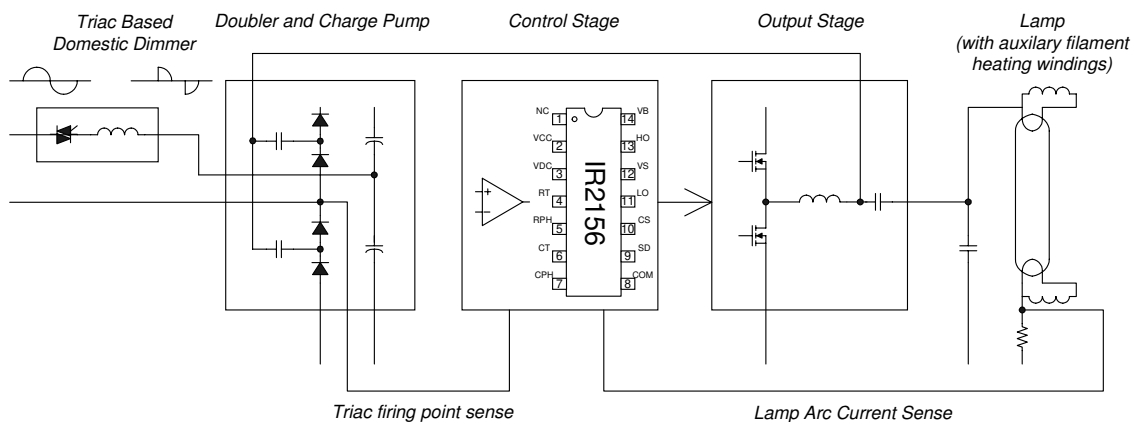 Triac Based
Domestic Dimmer
Doubler and Charge Pump
Control Stage
Output Stage
Lamp
(with auxilary filament
heating windings)
NC 1 14 VB
VCC 2 13 HO
VDC 3 12 VS
RT 4 11 LO
RPH 5 10 CS
CT 6 9 SD
CPH 7 8 COM
IR2156
+
−
Triac firing point sense
Lamp Arc Current Sense